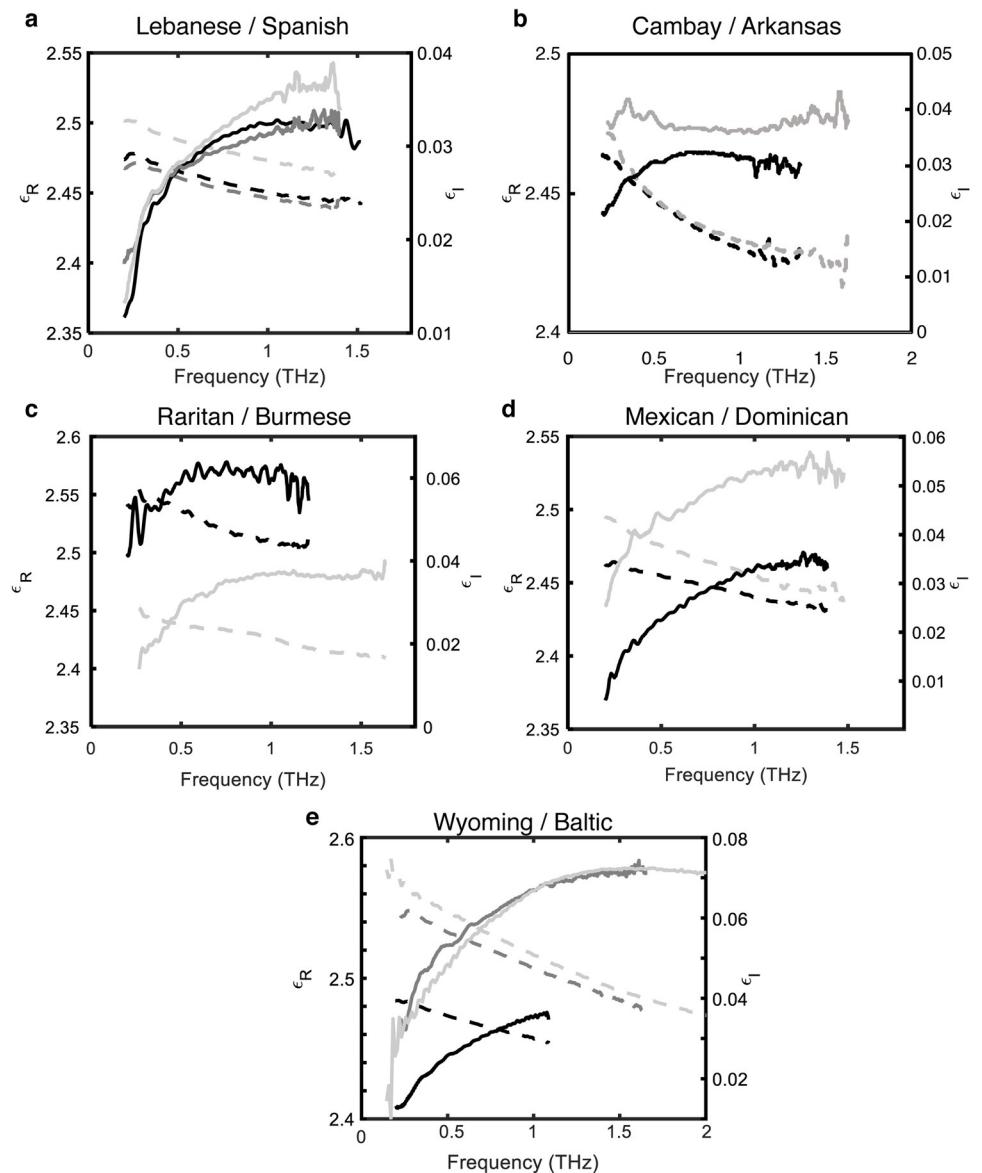 a
Lebanese / Spanish
2.55
2.5
2.45
2.4
2.35
0.04
0.03
0.02
0.01
ϵR
ϵI
0 0.5 1 1.5
Frequency (THz)
b
Cambay / Arkansas
2.5
2.45
2.4
0.05
0.04
0.03
0.02
0.01
0
ϵR
ϵI
0 0.5 1 1.5 2
Frequency (THz)
c
Raritan / Burmese
2.6
2.55
2.5
2.45
2.4
2.35
0.06
0.04
0.02
0
ϵR
ϵI
0 0.5 1 1.5
Frequency (THz)
d
Mexican / Dominican
2.55
2.5
2.45
2.4
2.35
0.06
0.05
0.04
0.03
0.02
0.01
ϵR
ϵI
0 0.5 1 1.5
Frequency (THz)
e
Wyoming / Baltic
2.6
2.5
2.4
0.08
0.06
0.04
0.02
ϵR
ϵI
0 0.5 1 1.5 2
Frequency (THz)